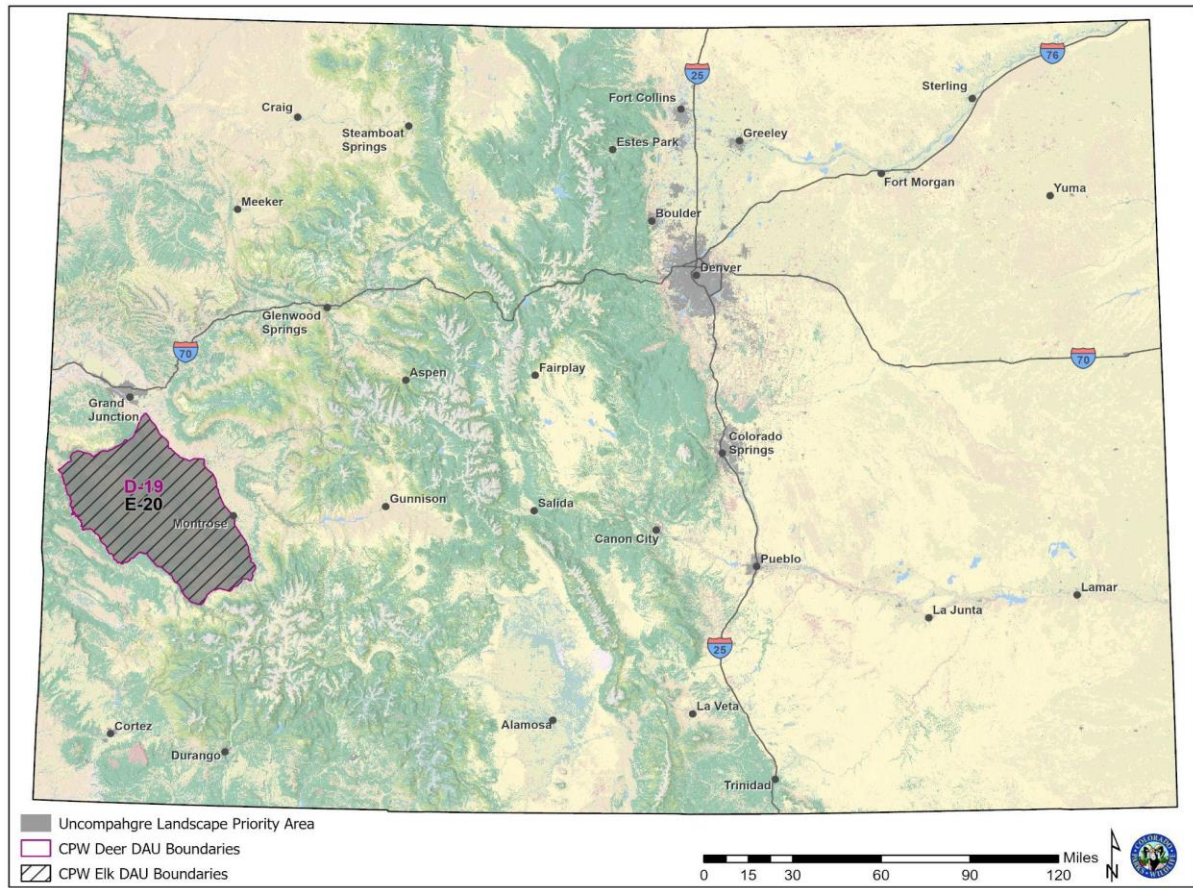 76
25
Sterling
Craig
Fort Collins
Steamboat
Springs
Greeley
Estes Park
Fort Morgan
Yuma
Meeker
Boulder
Denver
Glenwood
Springs
70
70
Aspen
Fairplay
Grand
Junction
Colorado
Springs
D-19
E-20
Gunnison
Salida
Montrose
Canon City
Pueblo
Lamar
La Junta
25
La Veta
Alamosa
Cortez
Durango
Trinidad
Uncompahgre Landscape Priority Area
CPW Deer DAU Boundaries
CPW Elk DAU Boundaries
Miles
0 15 30 60 90 120
N